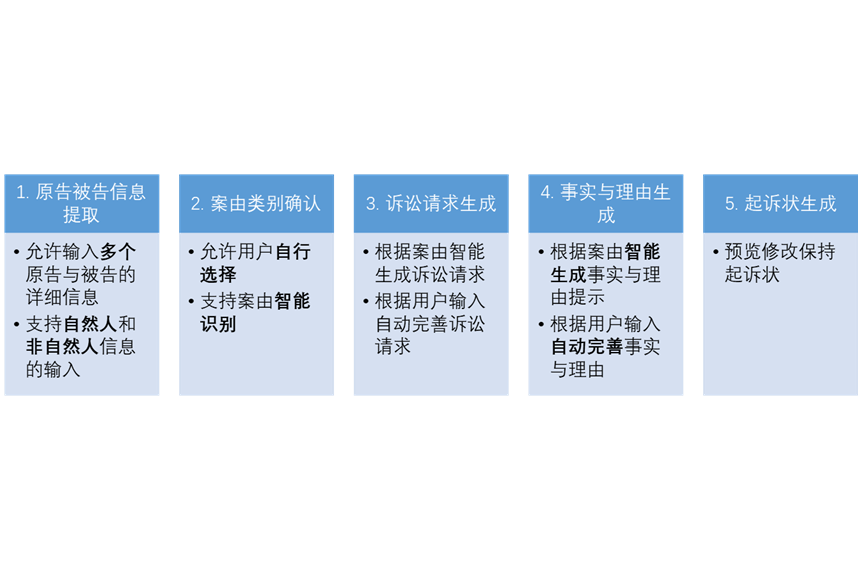 1. 原告被告信息
提取
• 允许输入多个
原告与被告的
详细信息
• 支持自然人和
非自然人信息
的输入
2. 案由类别确认
• 允许用户自行
选择
• 支持案由智能
识别
3. 诉讼请求生成
• 根据案由智能
生成诉讼请求
• 根据用户输入
自动完善诉讼
请求
4. 事实与理由生
成
• 根据案由智能
生成事实与理
由提示
• 根据用户输入
自动完善事实
与理由
5. 起诉状生成
• 预览修改保持
起诉状